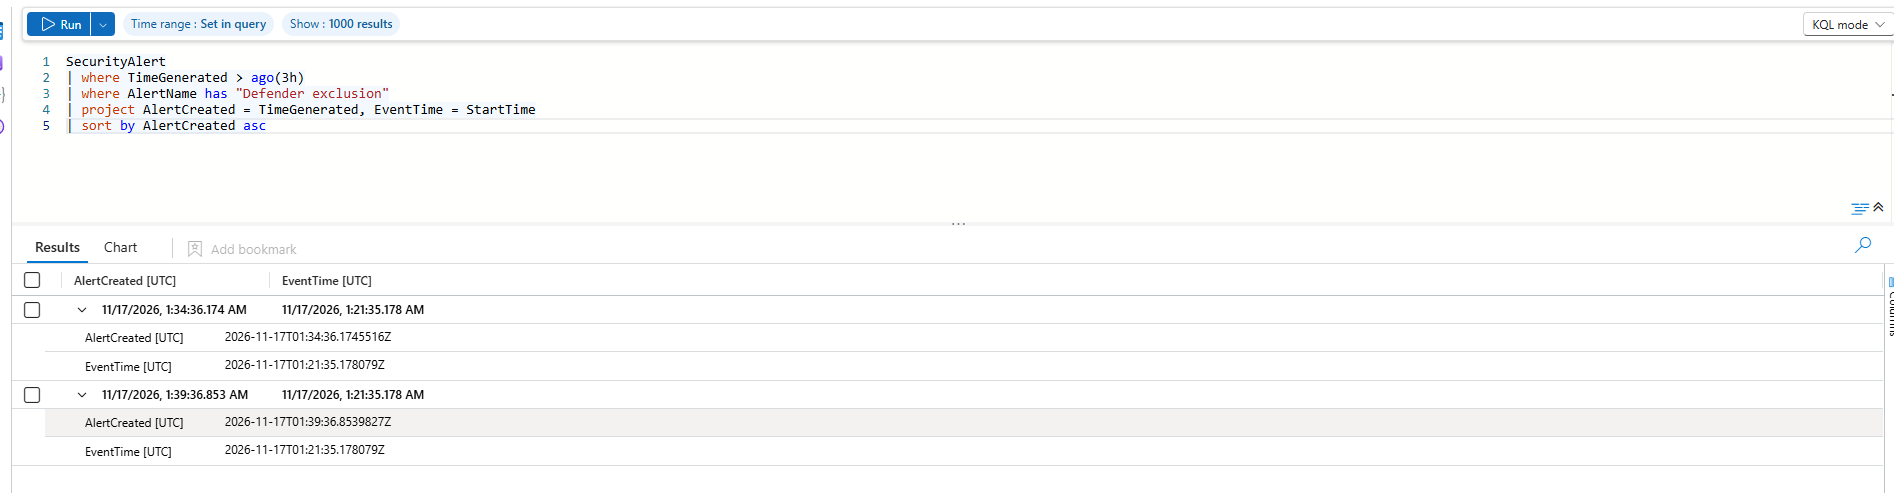 Run
Time range : Set in query
Show : 1000 results
KQL mode
1 SecurityAlert
2 | where TimeGenerated > ago(3h)
3 | where AlertName has "Defender exclusion"
4 | project AlertCreated = TimeGenerated, EventTime = StartTime
5 | sort by AlertCreated asc
...
Results Chart Add bookmark
AlertCreated [UTC] EventTime [UTC]
11/17/2026, 1:34:36.174 AM 11/17/2026, 1:21:35.178 AM
AlertCreated [UTC] 2026-11-17T01:34:36.1745516Z
EventTime [UTC] 2026-11-17T01:21:35.178079Z
11/17/2026, 1:39:36.853 AM 11/17/2026, 1:21:35.178 AM
AlertCreated [UTC] 2026-11-17T01:39:36.8539827Z
EventTime [UTC] 2026-11-17T01:21:35.178079Z
Columns